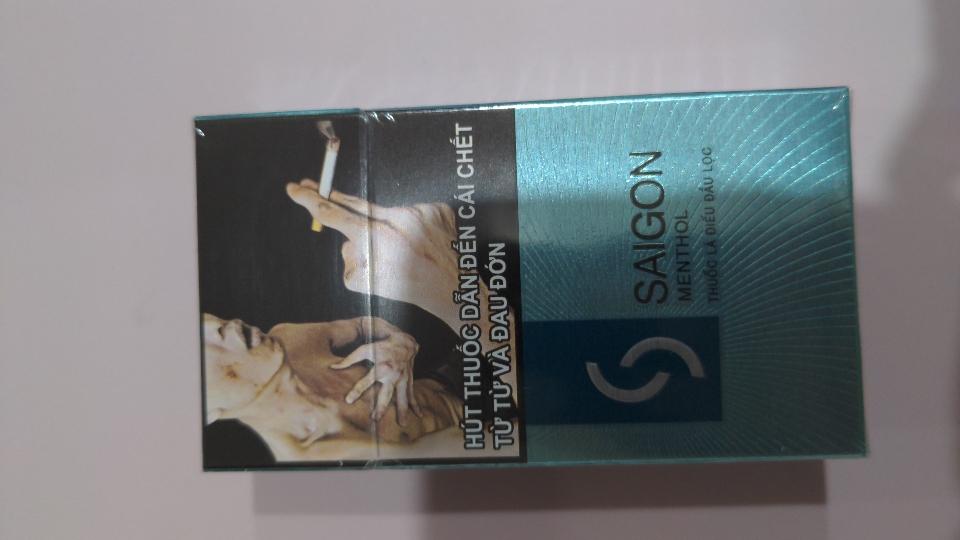 HÚT THUỐC DẪN ĐẾN CÁI CHẾT
TỪ TỪ VÀ ĐAU ĐỚN
SAIGON
MENTHOL
THUỐC LÁ ĐIẾU ĐẦU LỌC